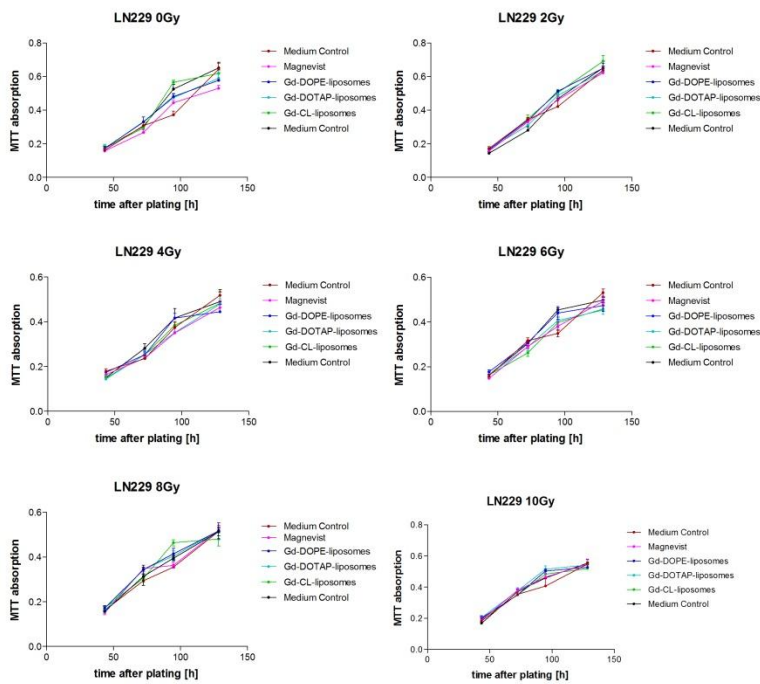 LN229 0Gy
MTT absorption
0.8
0.6
0.4
0.2
0.0
0
50
100
150
time after plating [h]
Medium Control
Magnevist
Gd-DOPE-liposomes
Gd-DOTAP-liposomes
Gd-CL-liposomes
Medium Control
LN229 2Gy
MTT absorption
0.8
0.6
0.4
0.2
0.0
0
50
100
150
time after plating [h]
Medium Control
Magnevist
Gd-DOPE-liposomes
Gd-DOTAP-liposomes
Gd-CL-liposomes
Medium Control
LN229 4Gy
MTT absorption
0.6
0.4
0.2
0.0
0
50
100
150
time after plating [h]
Medium Control
Magnevist
Gd-DOPE-liposomes
Gd-DOTAP-liposomes
Gd-CL-liposomes
Medium Control
LN229 6Gy
MTT absorption
0.6
0.4
0.2
0.0
0
50
100
150
time after plating [h]
Medium Control
Magnevist
Gd-DOPE-liposomes
Gd-DOTAP-liposomes
Gd-CL-liposomes
Medium Control
LN229 8Gy
MTT absorption
0.6
0.4
0.2
0.0
0
50
100
150
time after plating [h]
Medium Control
Magnevist
Gd-DOPE-liposomes
Gd-DOTAP-liposomes
Gd-CL-liposomes
Medium Control
LN229 10Gy
MTT absorption
0.8
0.6
0.4
0.2
0.0
0
50
100
150
time after plating [h]
Medium Control
Magnevist
Gd-DOPE-liposomes
Gd-DOTAP-liposomes
Gd-CL-liposomes
Medium Control